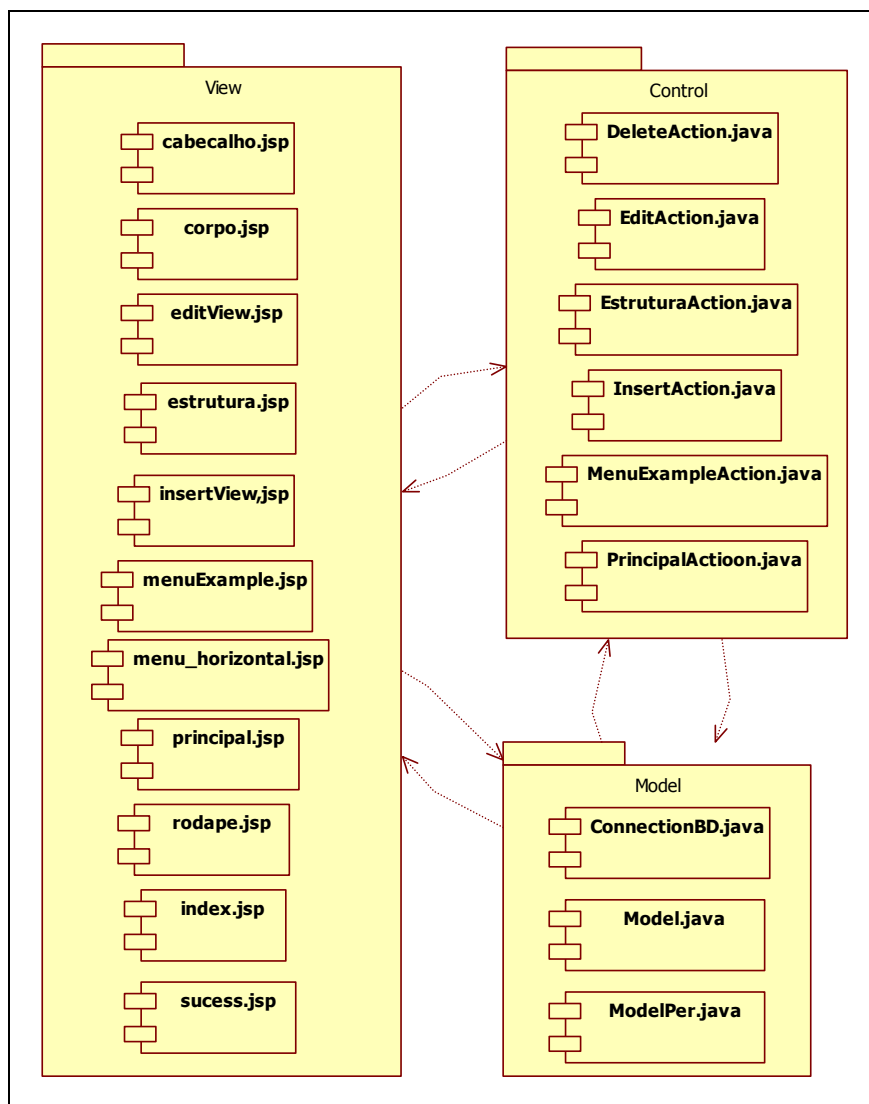 View
cabecalho.jsp
corpo.jsp
editView.jsp
estrutura.jsp
insertView,jsp
menuExample.jsp
menu_horizontal.jsp
principal.jsp
rodape.jsp
index.jsp
sucess.jsp
Control
DeleteAction.java
EditAction.java
EstruturaAction.java
InsertAction.java
MenuExampleAction.java
PrincipalActioon.java
Model
ConnectionBD.java
Model.java
ModelPer.java